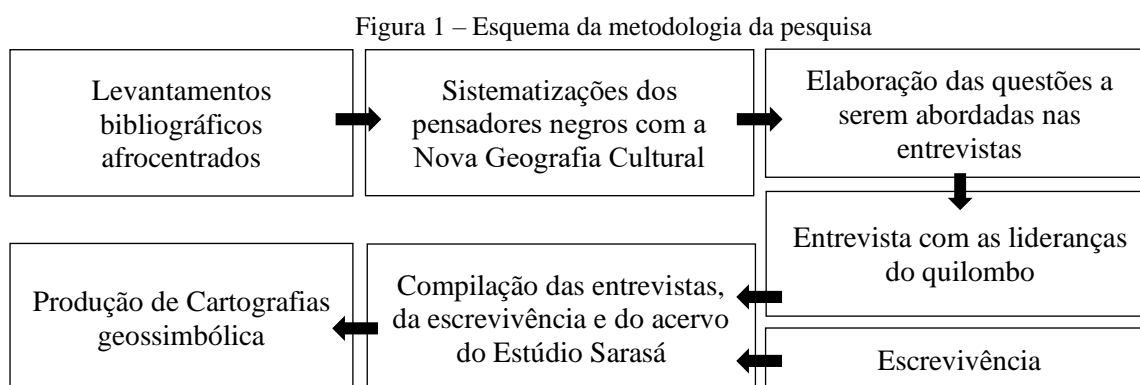 Figura 1 – Esquema da metodologia da pesquisa
Levantamentos
bibliográficos
afrocentrados
Sistematizações dos
pensadores negros com a
Nova Geografia Cultural
Elaboração das questões a
serem abordadas nas
entrevistas
Entrevista com as lideranças
do quilombo
Escrevivência
Compilação das entrevistas,
da escrevivência e do acervo
do Estúdio Sarasá
Produção de Cartografias
geossimbólica